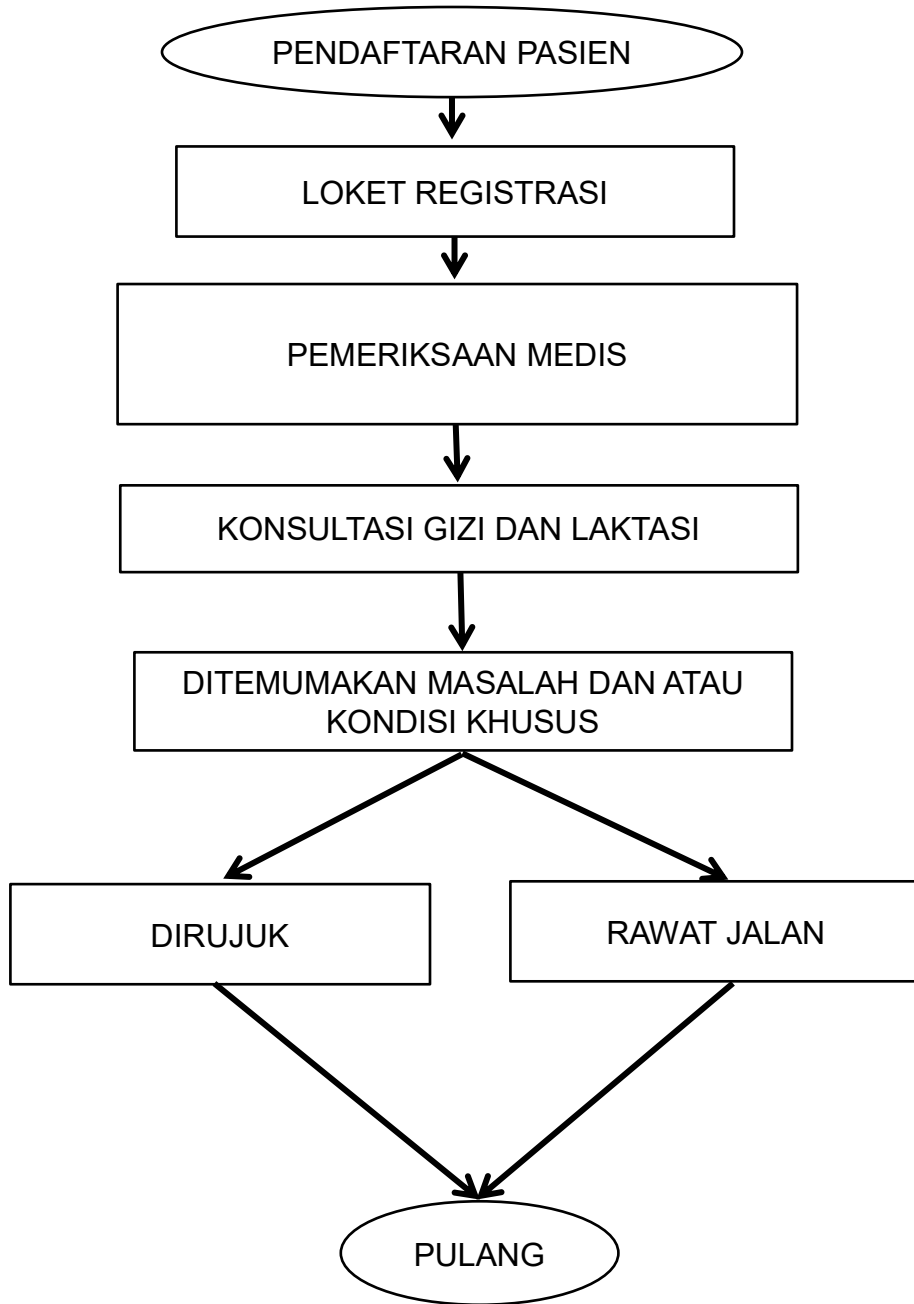 PENDAFTARAN PASIEN
LOKET REGISTRASI
PEMERIKSAAN MEDIS
KONSULTASI GIZI DAN LAKTASI
DITEMUMAKAN MASALAH DAN ATAU
KONDISI KHUSUS
DIRUJUK
RAWAT JALAN
PULANG